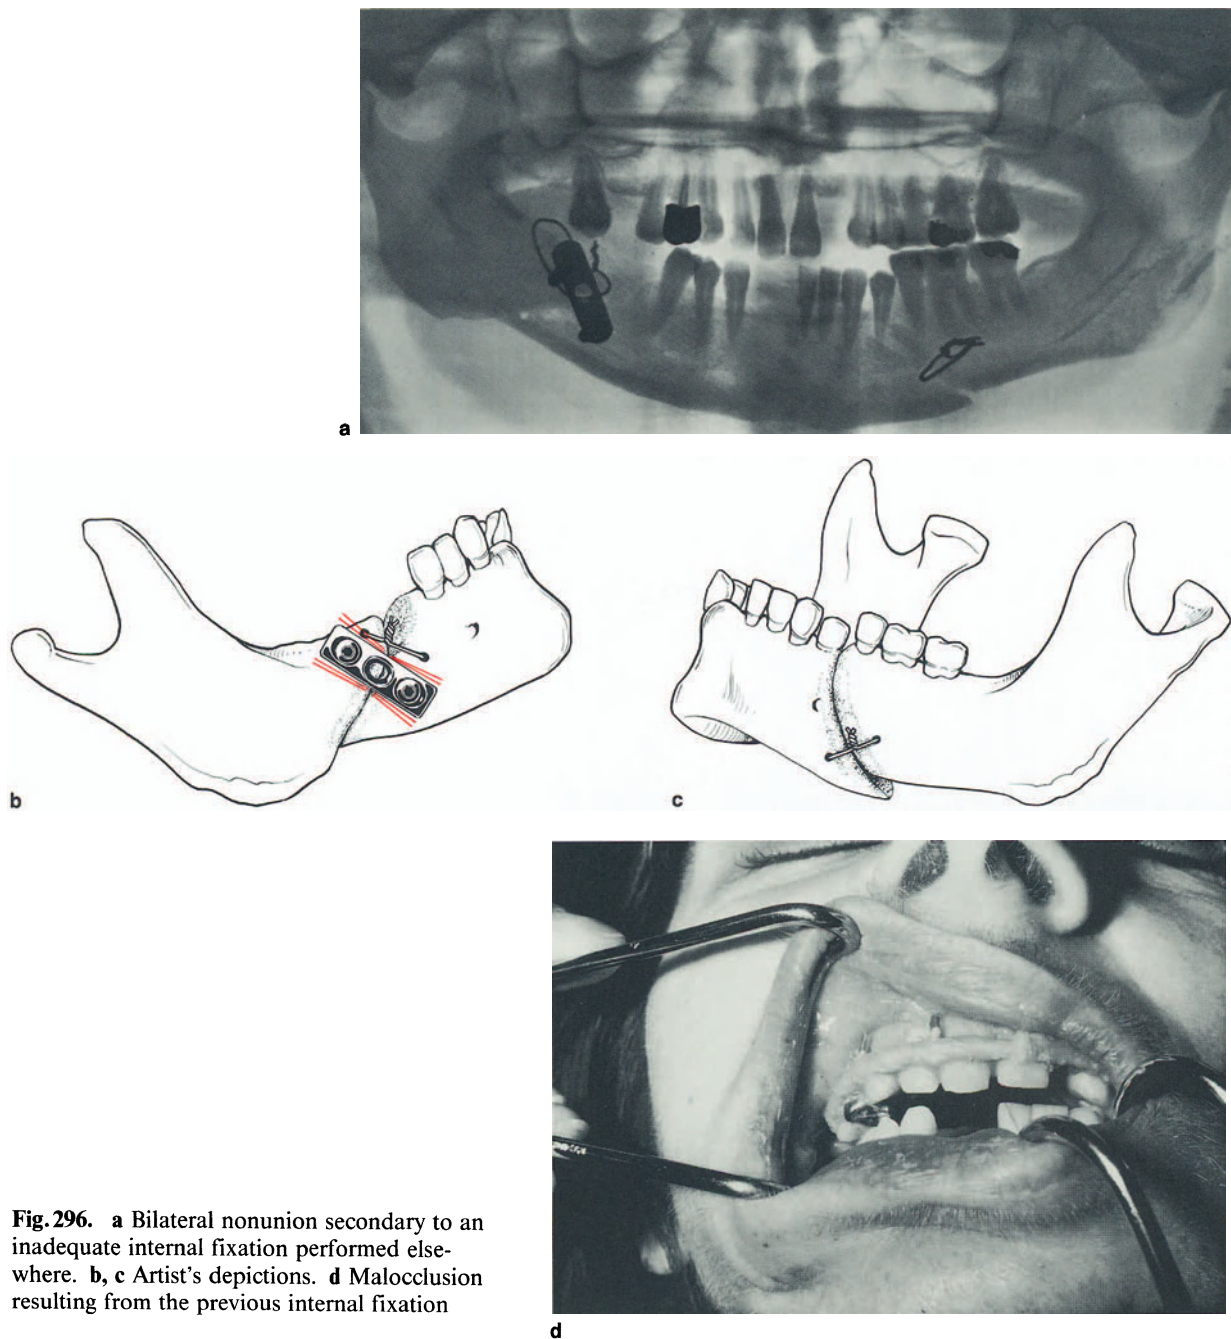 a
b
c
Fig. 296. a Bilateral nonunion secondary to an
inadequate internal fixation performed else-
where. b, c Artist's depictions. d Malocclusion
resulting from the previous internal fixation
d